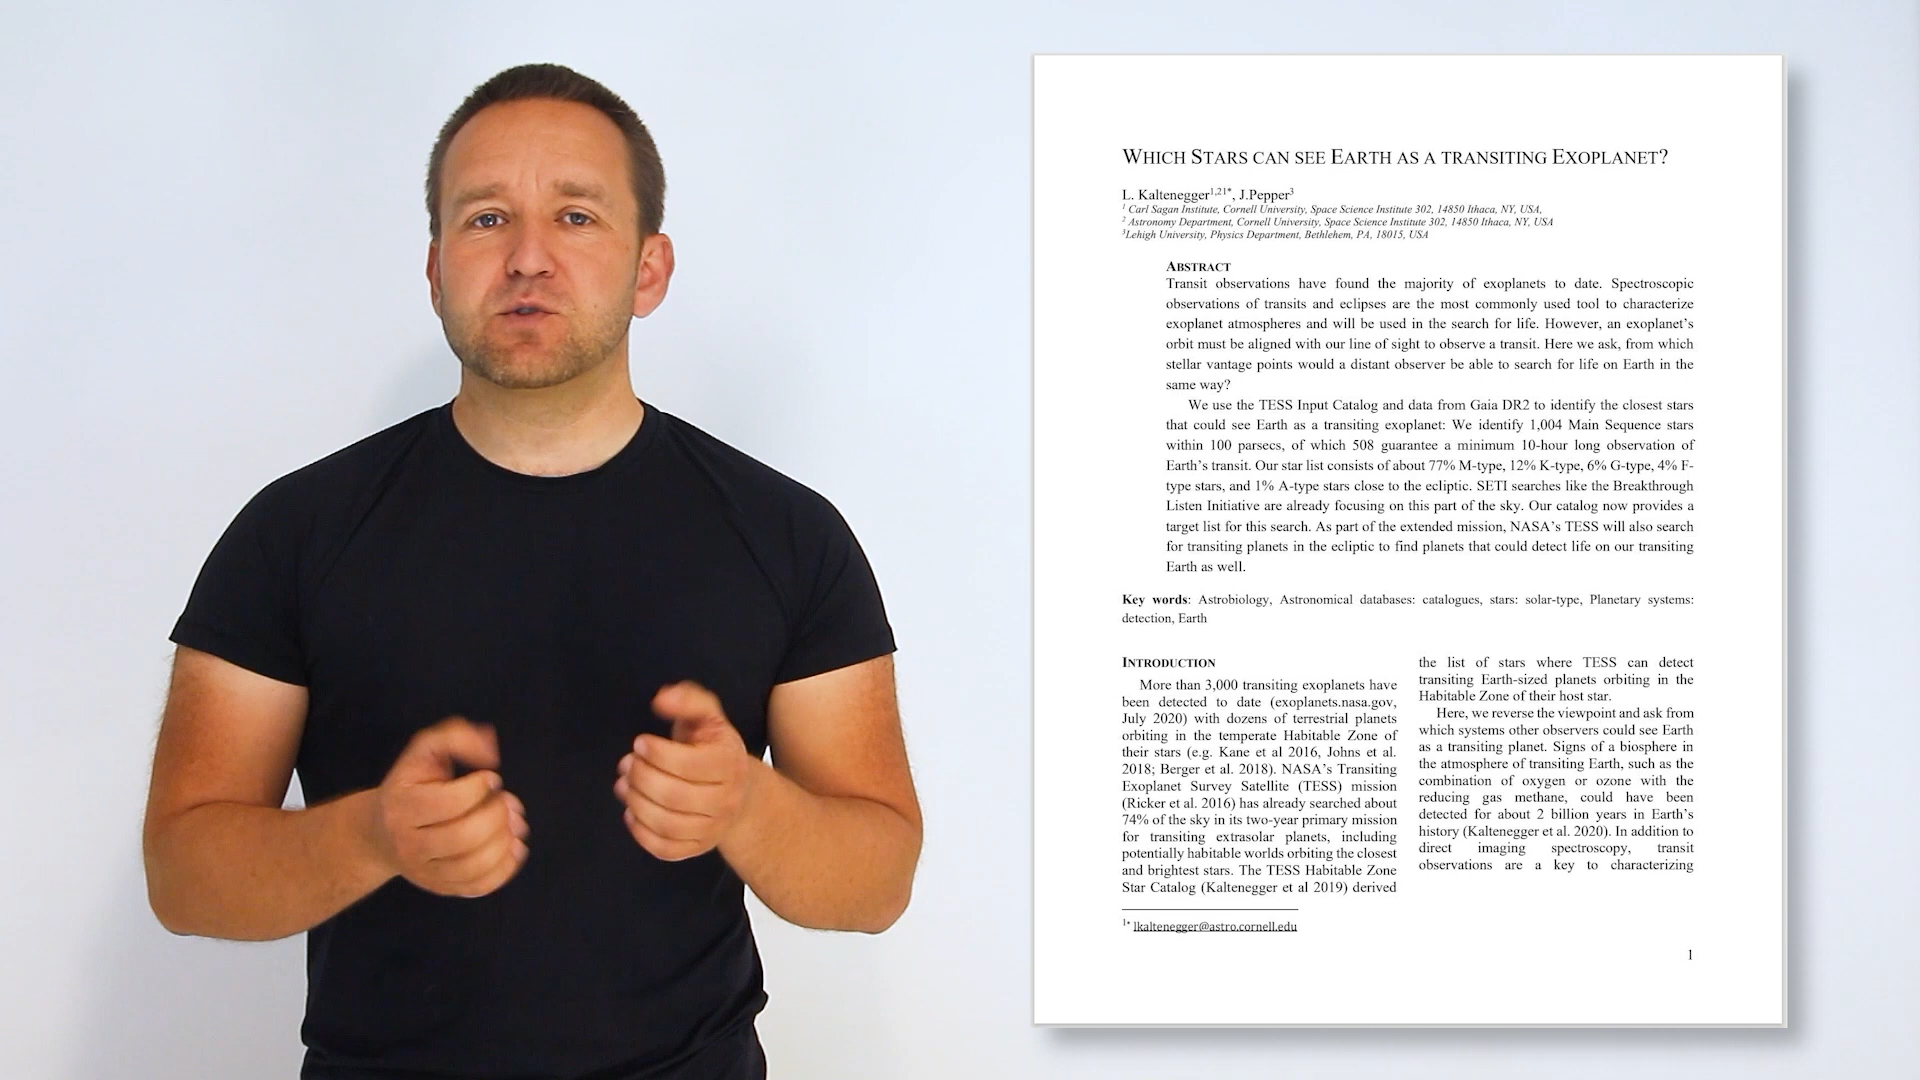 WHICH STARS CAN SEE EARTH AS A TRANSITING EXOPLANET?
L. Kaltenegger1,21*, J.Pepper3
1 Carl Sagan Institute, Cornell University, Space Science Institute 302, 14850 Ithaca, NY, USA,
2 Astronomy Department, Cornell University, Space Science Institute 302, 14850 Ithaca, NY, USA
3Lehigh University, Physics Department, Bethlehem, PA, 18015, USA
ABSTRACT
Transit observations have found the majority of exoplanets to date. Spectroscopic
observations of transits and eclipses are the most commonly used tool to characterize
exoplanet atmospheres and will be used in the search for life. However, an exoplanet's
orbit must be aligned with our line of sight to observe a transit. Here we ask, from which
stellar vantage points would a distant observer be able to search for life on Earth in the
same way?
We use the TESS Input Catalog and data from Gaia DR2 to identify the closest stars
that could see Earth as a transiting exoplanet: We identify 1,004 Main Sequence stars
within 100 parsecs, of which 508 guarantee a minimum 10-hour long observation of
Earth's transit. Our star list consists of about 77% M-type, 12% K-type, 6% G-type, 4% F-
type stars, and 1% A-type stars close to the ecliptic. SETI searches like the Breakthrough
Listen Initiative are already focusing on this part of the sky. Our catalog now provides a
target list for this search. As part of the extended mission, NASA's TESS will also search
for transiting planets in the ecliptic to find planets that could detect life on our transiting
Earth as well.
Key words: Astrobiology, Astronomical databases: catalogues, stars: solar-type, Planetary systems:
detection, Earth
INTRODUCTION
More than 3,000 transiting exoplanets have
been detected to date (exoplanets.nasa.gov,
July 2020) with dozens of terrestrial planets
orbiting in the temperate Habitable Zone of
their stars (e.g. Kane et al 2016, Johns et al.
2018; Berger et al. 2018). NASA's Transiting
Exoplanet Survey Satellite (TESS) mission
(Ricker et al. 2016) has already searched about
74% of the sky in its two-year primary mission
for transiting extrasolar planets, including
potentially habitable worlds orbiting the closest
and brightest stars. The TESS Habitable Zone
Star Catalog (Kaltenegger et al 2019) derived
the list of stars where TESS can detect
transiting Earth-sized planets orbiting in the
Habitable Zone of their host star.
Here, we reverse the viewpoint and ask from
which systems other observers could see Earth
as a transiting planet. Signs of a biosphere in
the atmosphere of transiting Earth, such as the
combination of oxygen or ozone with the
reducing gas methane, could have been
detected for about 2 billion years in Earth's
history (Kaltenegger et al. 2020). In addition to
direct imaging spectroscopy, transit
observations are a key to characterizing
1* lkaltenegger@astro.cornell.edu
1